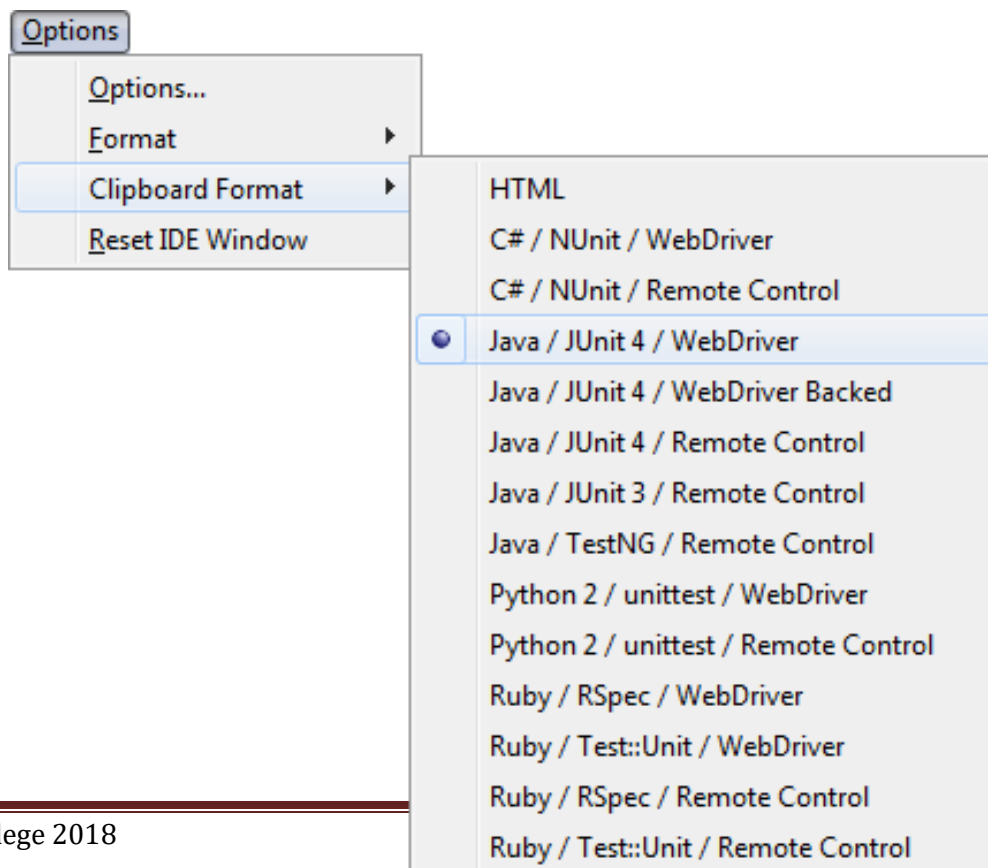 Options
Options...
Format
Clipboard Format
Reset IDE Window
HTML
C# / NUnit / WebDriver
C# / NUnit / Remote Control
Java / JUnit 4 / WebDriver
Java / JUnit 4 / WebDriver Backed
Java / JUnit 4 / Remote Control
Java / JUnit 3 / Remote Control
Java / TestNG / Remote Control
Python 2 / unittest / WebDriver
Python 2 / unittest / Remote Control
Ruby / RSpec / WebDriver
Ruby / Test::Unit / WebDriver
Ruby / RSpec / Remote Control
Ruby / Test::Unit / Remote Control
lege 2018